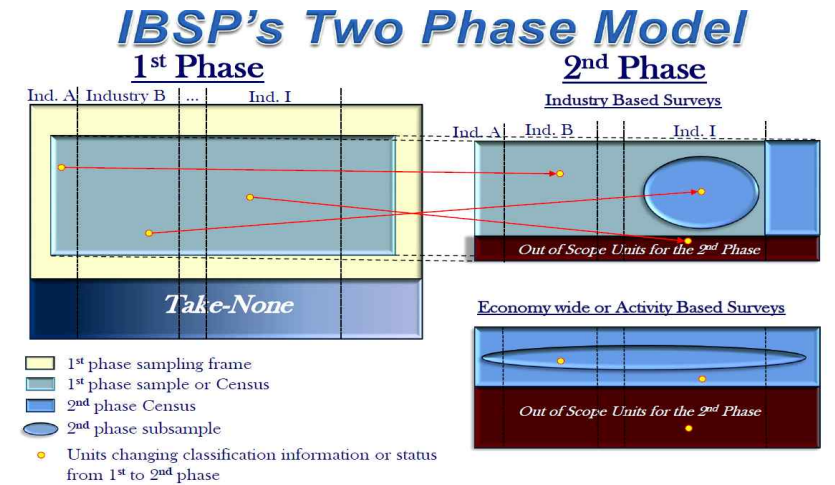 IBSP's Two Phase Model
1st Phase
2nd Phase
Industry Based Surveys
Ind. A Industry B ... Ind. I
Ind. A Ind. B Ind. I
Out of Scope Units for the 2nd Phase
Take-None
Economy wide or Activity Based Surveys
Out of Scope Units for the 2nd Phase
1st phase sampling frame
1st phase sample or Census
2nd phase Census
2nd phase subsample
Units changing classification information or status
from 1st to 2nd phase